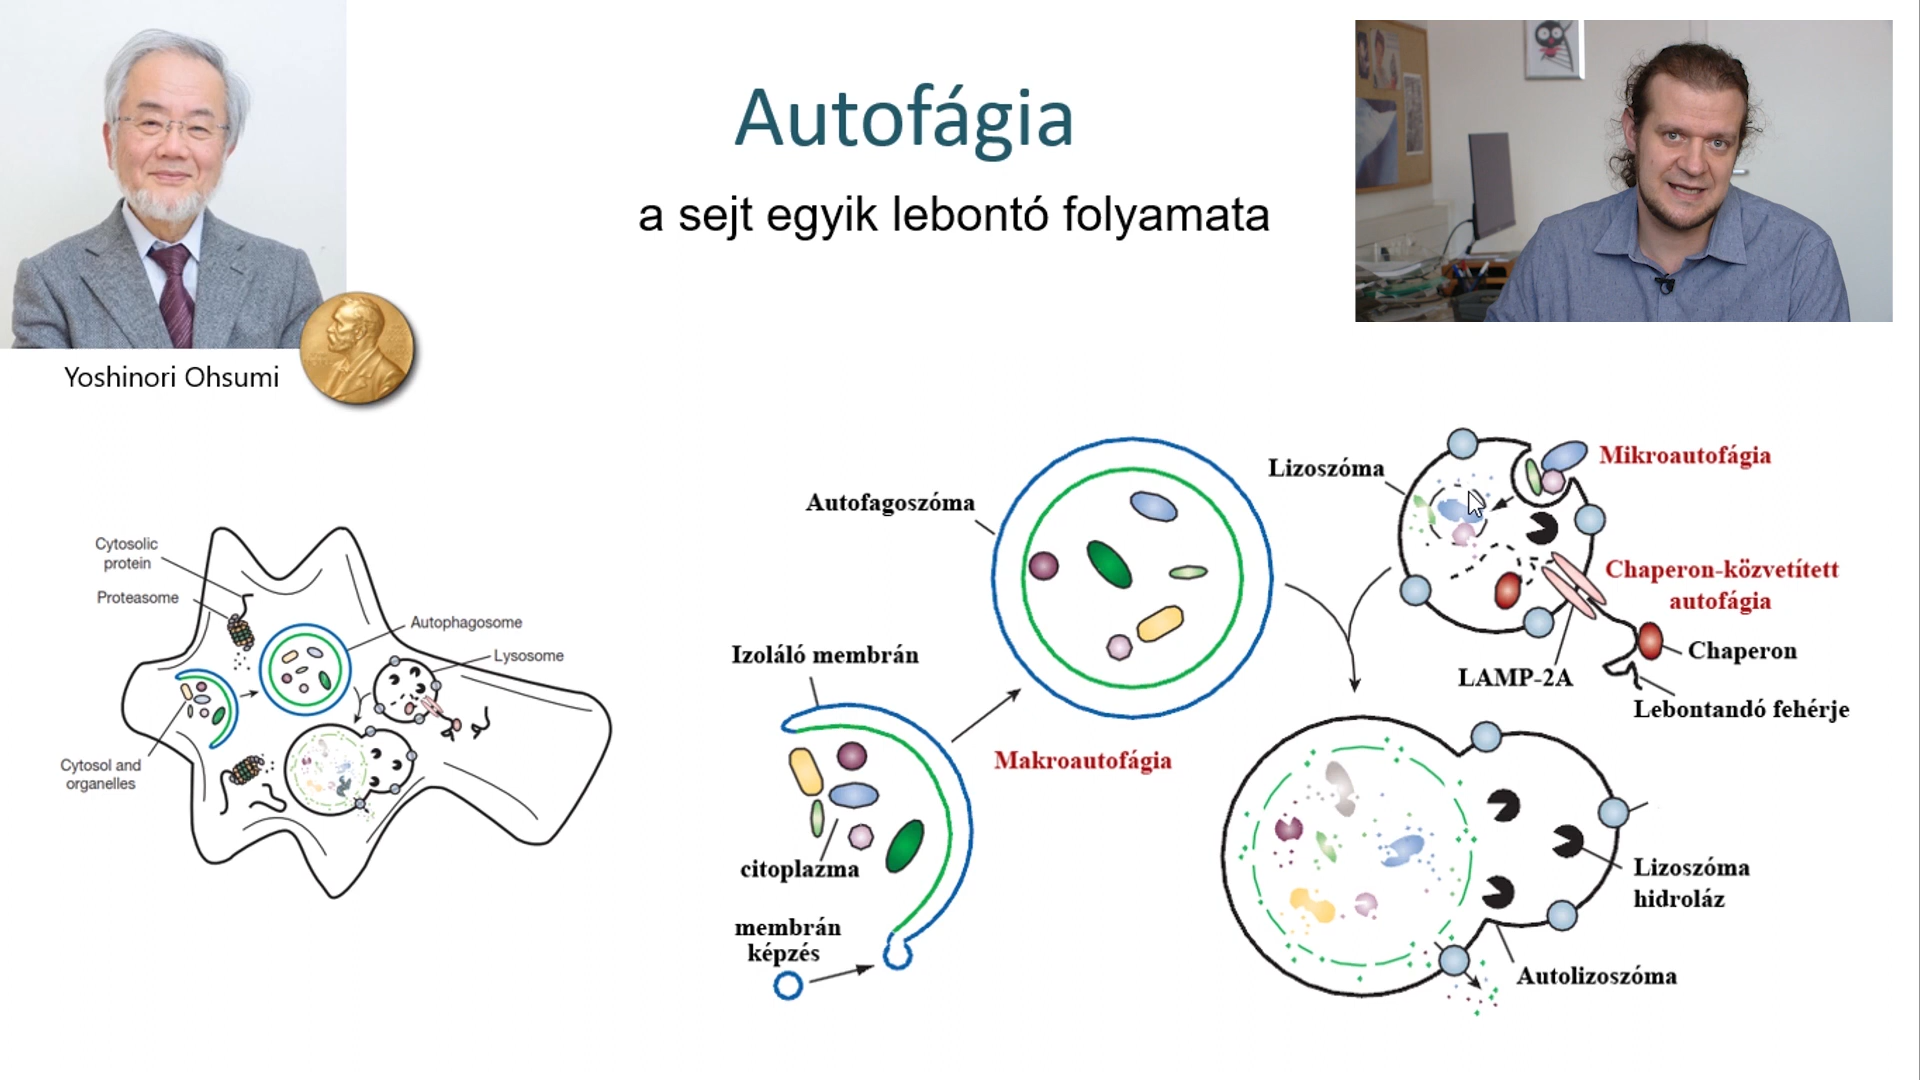 Autofágia
a sejt egyik lebontó folyamata
Yoshinori Ohsumi
Cytosolic
protein
Proteasome
Autophagosome
Lysosome
Cytosol and
organelles
Autofagoszóma
Izoláló membrán
citoplazma
membrán
képzés
Makroautofágia
Lizoszóma
Mikroautofágia
Chaperon-közvetített
autofágia
Chaperon
LAMP-2A
Lebontandó fehérje
Lizoszóma
hidroláz
Autolizoszóma